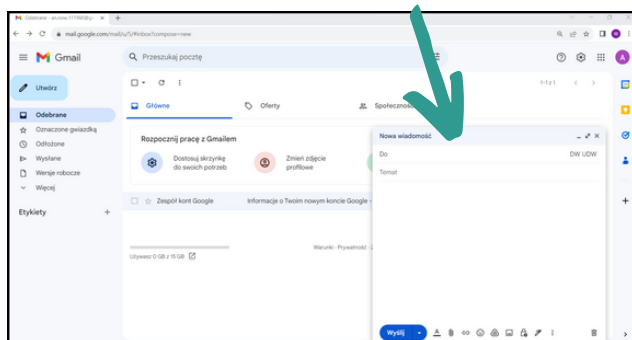 Odebrane - arurow.111960@g-
mail.google.com/mail/u/5/#inbox?compose=new
Gmail
Przeszukaj pocztę
A
Utwórz
1-1 z 1
Główne
Oferty
Społeczności
Odebrane
Oznaczone gwiazdką
Odłożone
Wysłane
Wersje robocze
Więcej
Etykiety
Rozpocznij pracę z Gmailem
Dostosuj skrzynkę
do swoich potrzeb
Zmień zdjęcie
profilowe
Zespół kont Google
Informacje o Twoim nowym koncie Google -
Używasz 0 GB z 15 GB
Warunki · Prywatność ·
Nowa wiadomość
Do
DW UDW
Temat
Wyślij